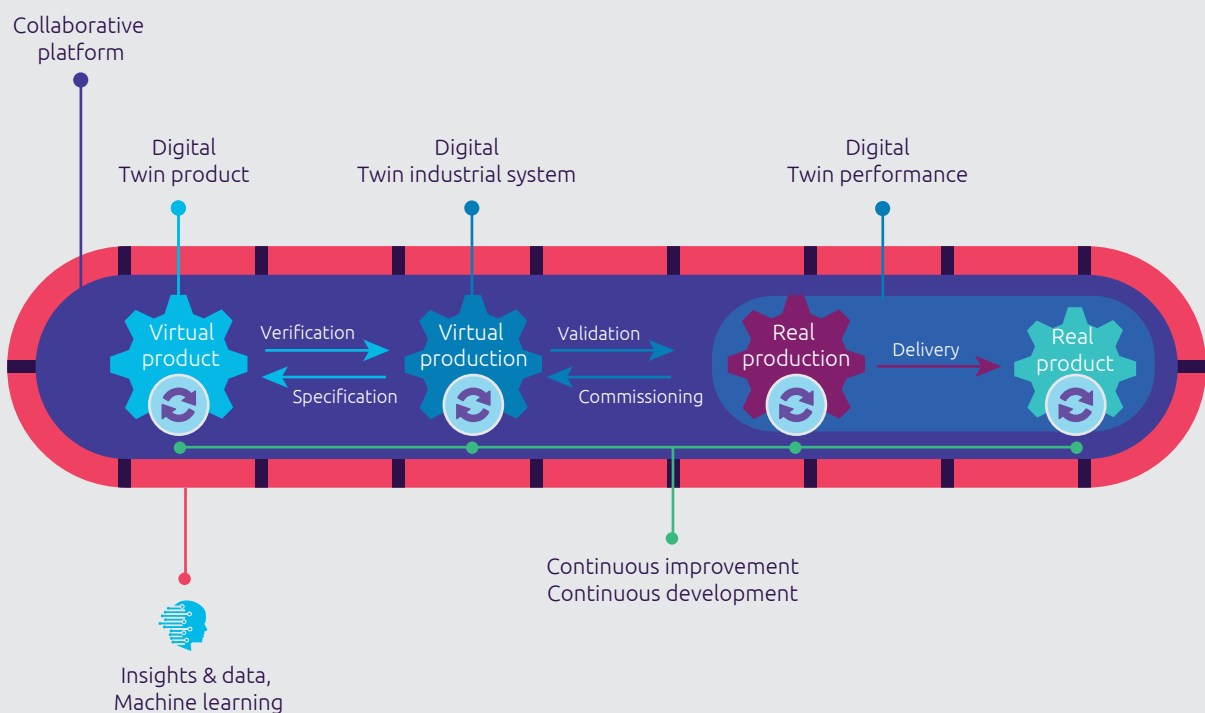 Collaborative
platform
Digital
Twin product
Digital
Twin industrial system
Digital
Twin performance
Virtual
product
Verification
Specification
Virtual
production
Validation
Commissioning
Real
production
Delivery
Real
product
Continuous improvement
Continuous development
Insights & data,
Machine learning